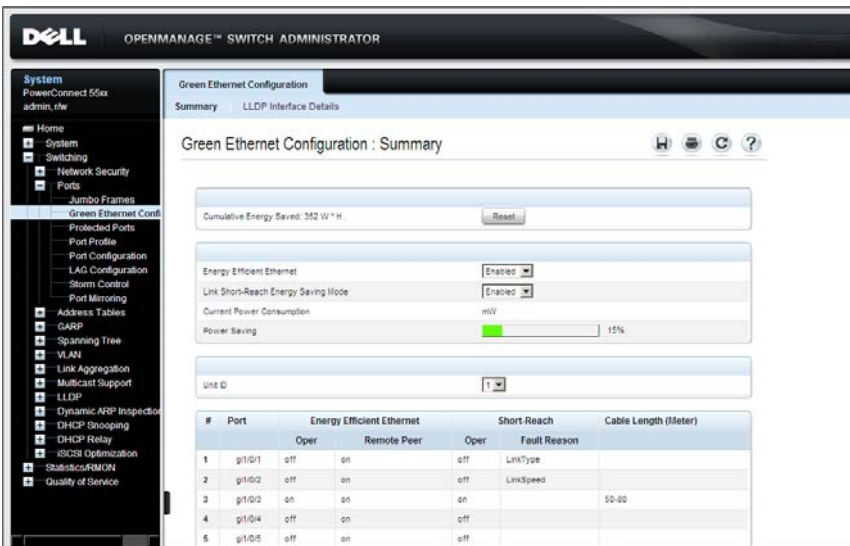 DELL OPENMANAGE™ SWITCH ADMINISTRATOR
System
PowerConnect 55xx
admin, r/w
Home
System
Switching
Network Security
Ports
Jumbo Frames
Green Ethernet Confi
Protected Ports
Port Profile
Port Configuration
LAG Configuration
Storm Control
Port Mirroring
Address Tables
GARP
Spanning Tree
VLAN
Link Aggregation
Multicast Support
LLDP
Dynamic ARP Inspection
DHCP Snooping
DHCP Relay
iSCSI Optimization
Statistics/RMON
Quality of Service
Green Ethernet Configuration
Summary LLDP Interface Details
Green Ethernet Configuration : Summary
Cumulative Energy Saved: 352 W * H . Reset
Energy Efficient Ethernet Enabled
Link Short-Reach Energy Saving Mode Enabled
Current Power Consumption mW
Power Saving 15%
Unit ID 1
# Port Energy Efficient Ethernet Short-Reach Cable Length (Meter)
Oper Remote Peer Oper Fault Reason
1 gi1/0/1 off on off LinkType
2 gi1/0/2 off on off LinkSpeed
3 gi1/0/3 on on on 50-80
4 gi1/0/4 off on off
5 gi1/0/5 off on off